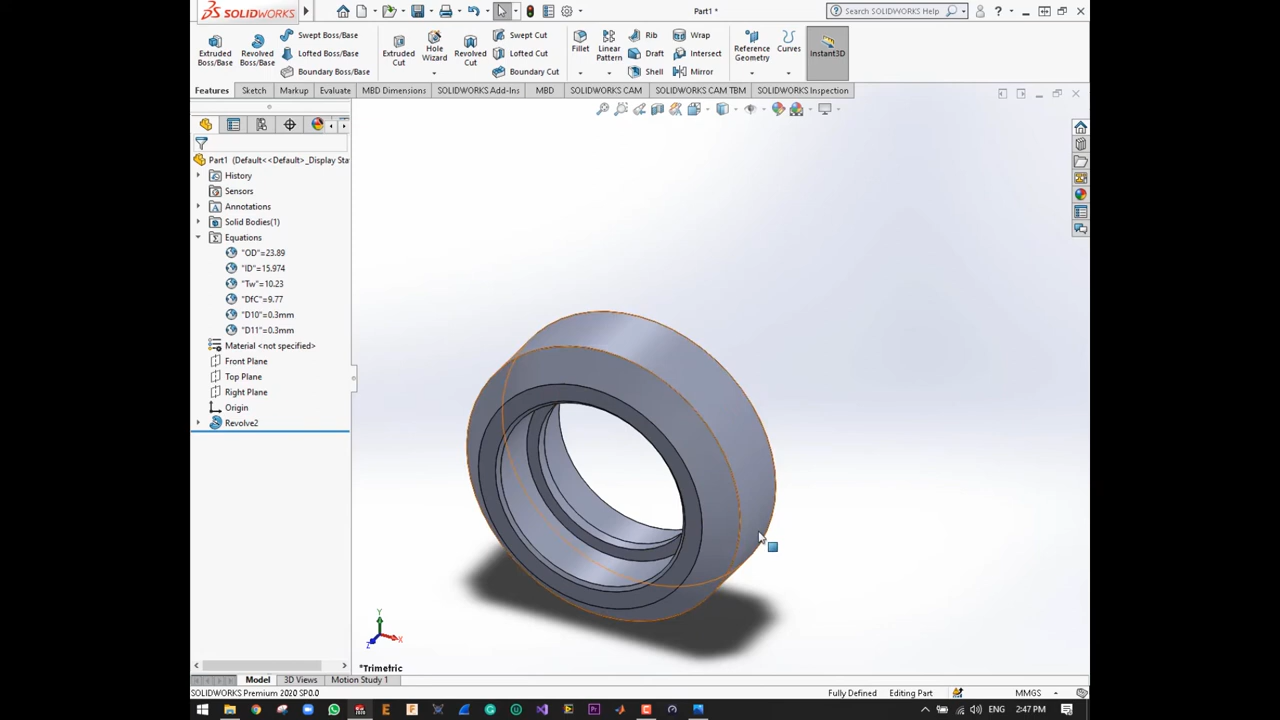 SOLIDWORKS
Part1 *
Search SOLIDWORKS Help
?
Extruded Boss/Base
Revolved Boss/Base
Swept Boss/Base
Lofted Boss/Base
Boundary Boss/Base
Extruded Cut
Hole Wizard
Revolved Cut
Swept Cut
Lofted Cut
Boundary Cut
Fillet
Linear Pattern
Rib
Draft
Shell
Wrap
Intersect
Mirror
Reference Geometry
Curves
Instant3D
Features Sketch Markup Evaluate MBD Dimensions SOLIDWORKS Add-Ins MBD SOLIDWORKS CAM SOLIDWORKS CAM TBM SOLIDWORKS Inspection
Part1 (Default<<Default>_Display Sta
History
Sensors
Annotations
Solid Bodies(1)
Equations
"OD"=23.89
"ID"=15.974
"Tw"=10.23
"DfC"=9.77
"D10"=0.3mm
"D11"=0.3mm
Material <not specified>
Front Plane
Top Plane
Right Plane
Origin
Revolve2
Y
X
Z
*Trimetric
Model 3D Views Motion Study 1
SOLIDWORKS Premium 2020 SP0.0 Fully Defined Editing Part MMGS
ENG 2:47 PM